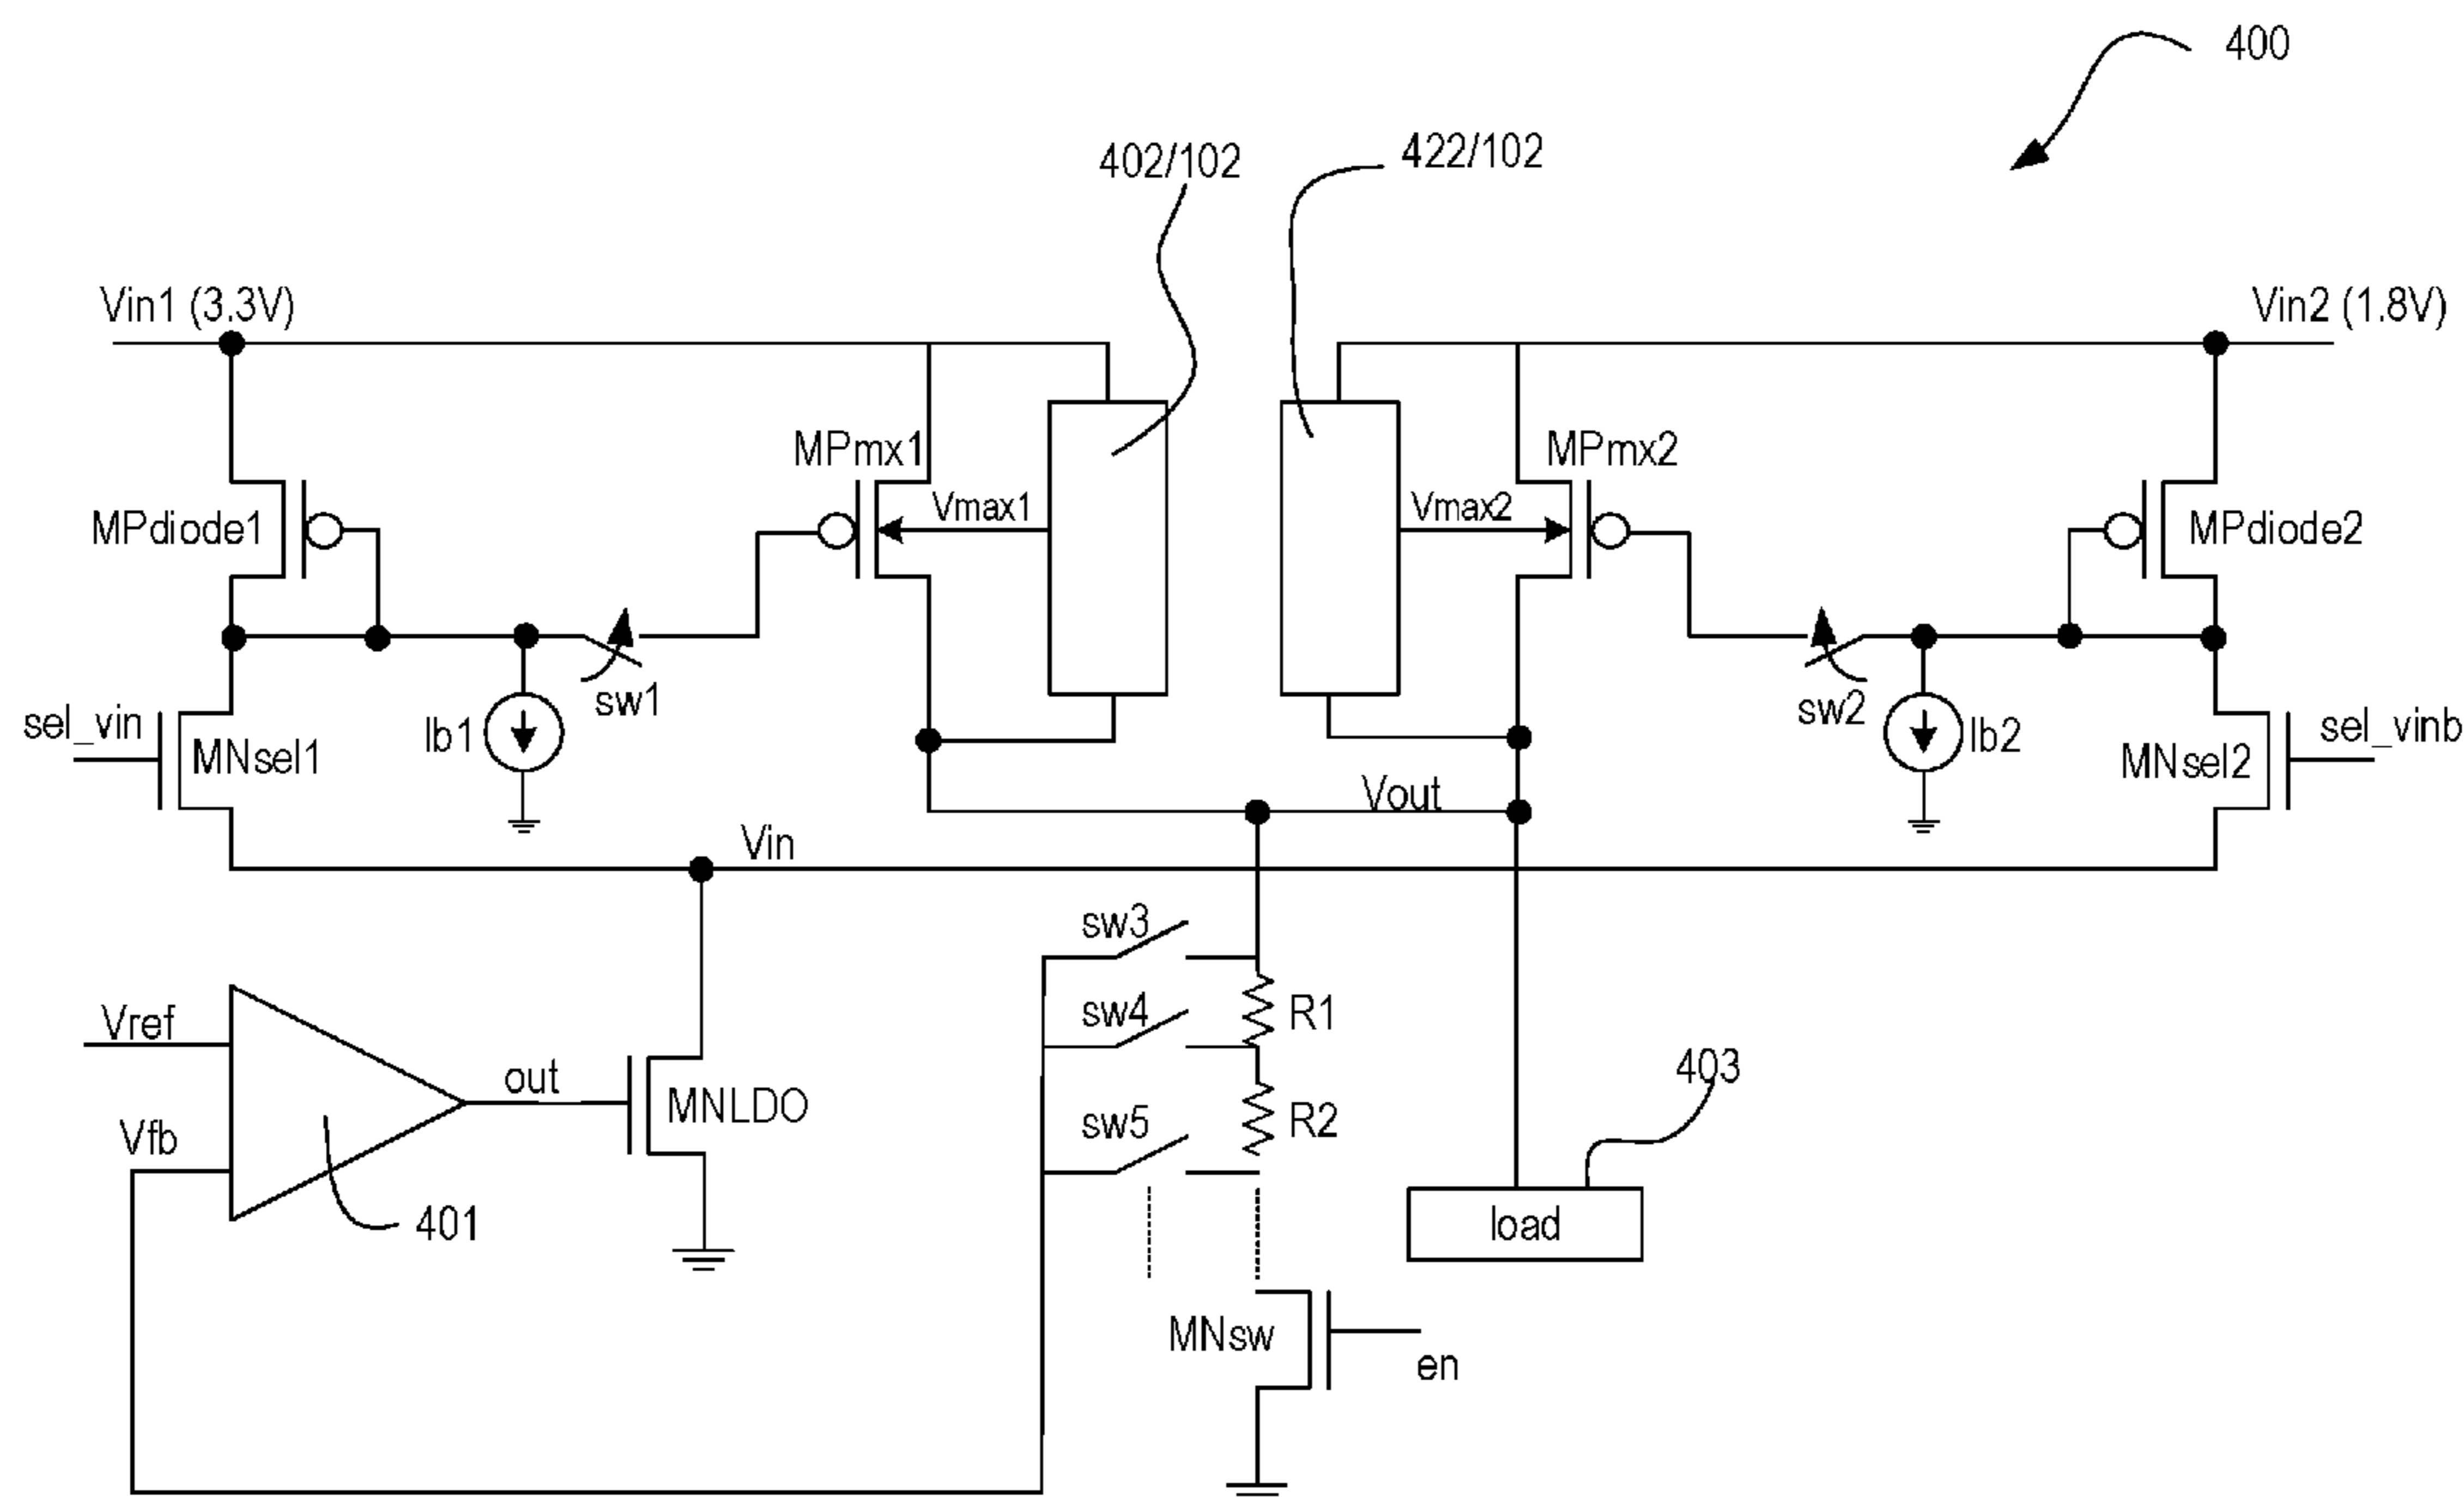 400
402/102
422/102
Vin1 (3.3V)
Vin2 (1.8V)
MPmx1
MPmx2
Vmax1
Vmax2
MPdiode1
MPdiode2
sw1
sw2
sel_vin
MNsel1
Ib1
Ib2
MNsel2
sel_vinb
Vout
Vin
sw3
Vref
sw4
R1
out
MNLDO
403
Vfb
sw5
R2
401
load
MNsw
en